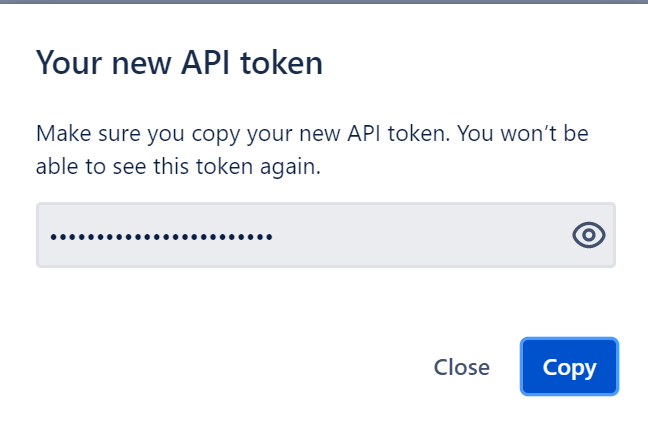 Your new API token
Make sure you copy your new API token. You won’t be
able to see this token again.
••••••••••••••••••••••••
Close
Copy